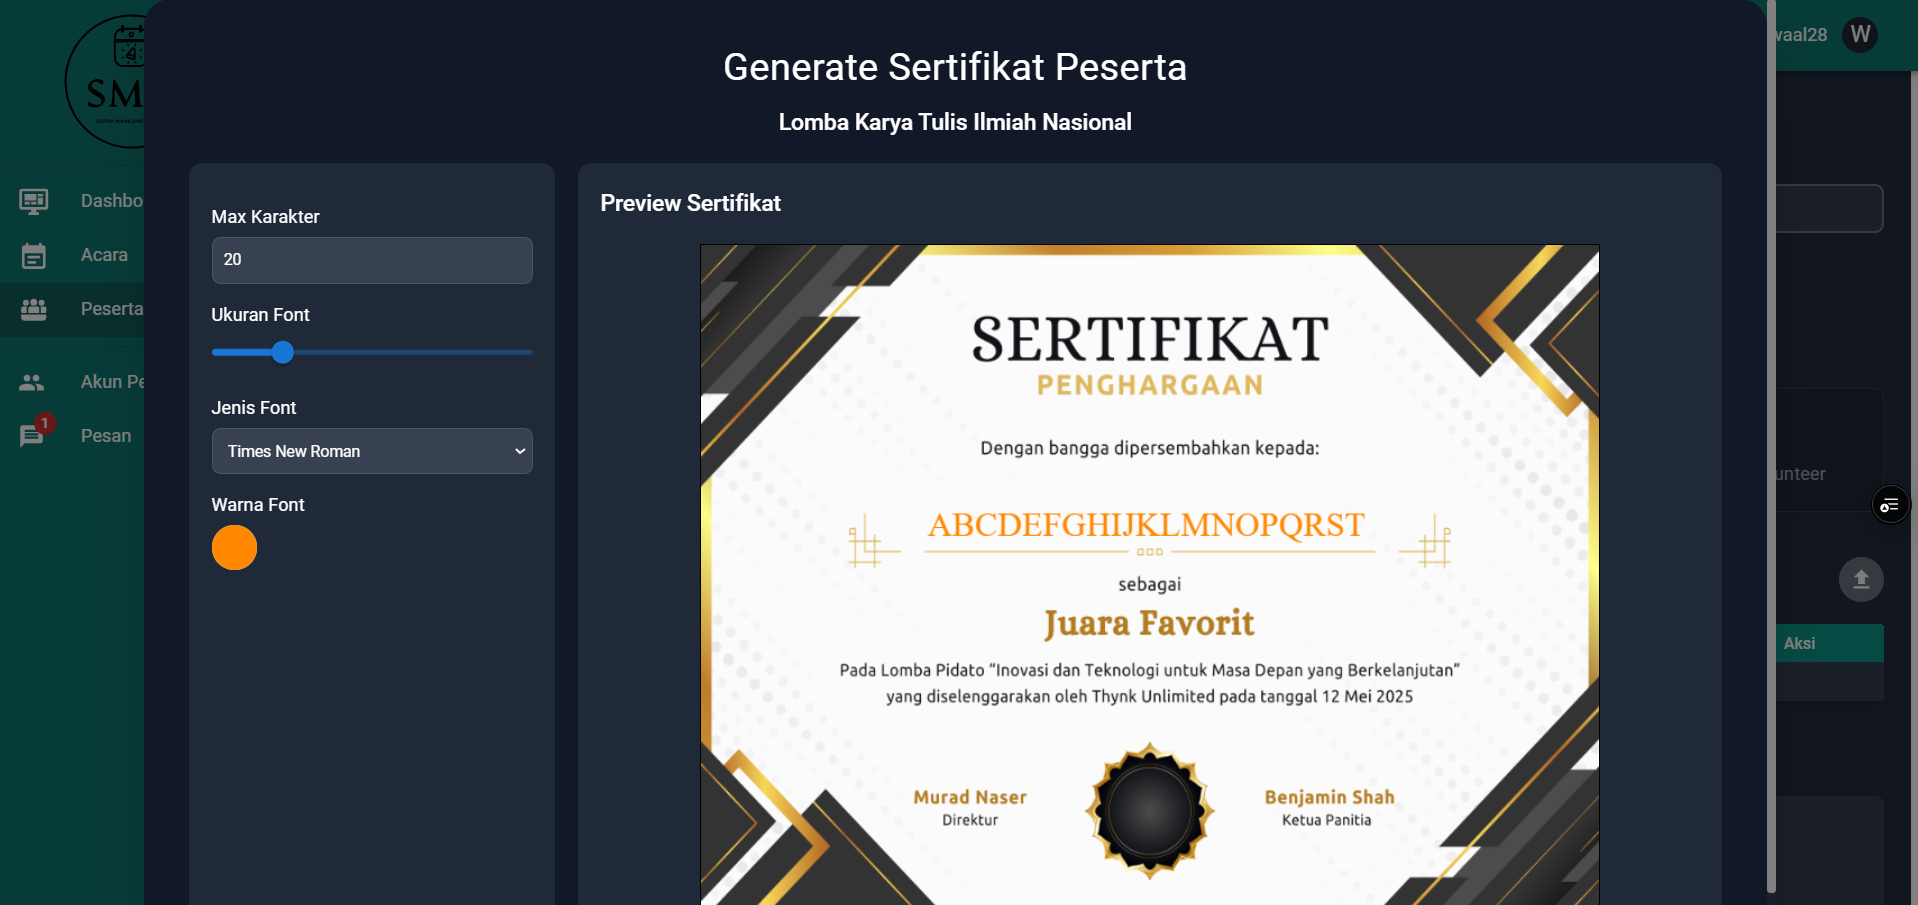 Generate Sertifikat Peserta
Lomba Karya Tulis Ilmiah Nasional
waal28
W
SM
Dashbo
Acara
Peserta
Akun Pe
1
Pesan
Max Karakter
20
Ukuran Font
Jenis Font
Times New Roman
Warna Font
Preview Sertifikat
SERTIFIKAT
PENGHARGAAN
Dengan bangga dipersembahkan kepada:
ABCDEFGHIJKLMNOPQRST
sebagai
Juara Favorit
Pada Lomba Pidato “Inovasi dan Teknologi untuk Masa Depan yang Berkelanjutan”
yang diselenggarakan oleh Thynk Unlimited pada tanggal 12 Mei 2025
Murad Naser
Direktur
Benjamin Shah
Ketua Panitia
unteer
Aksi